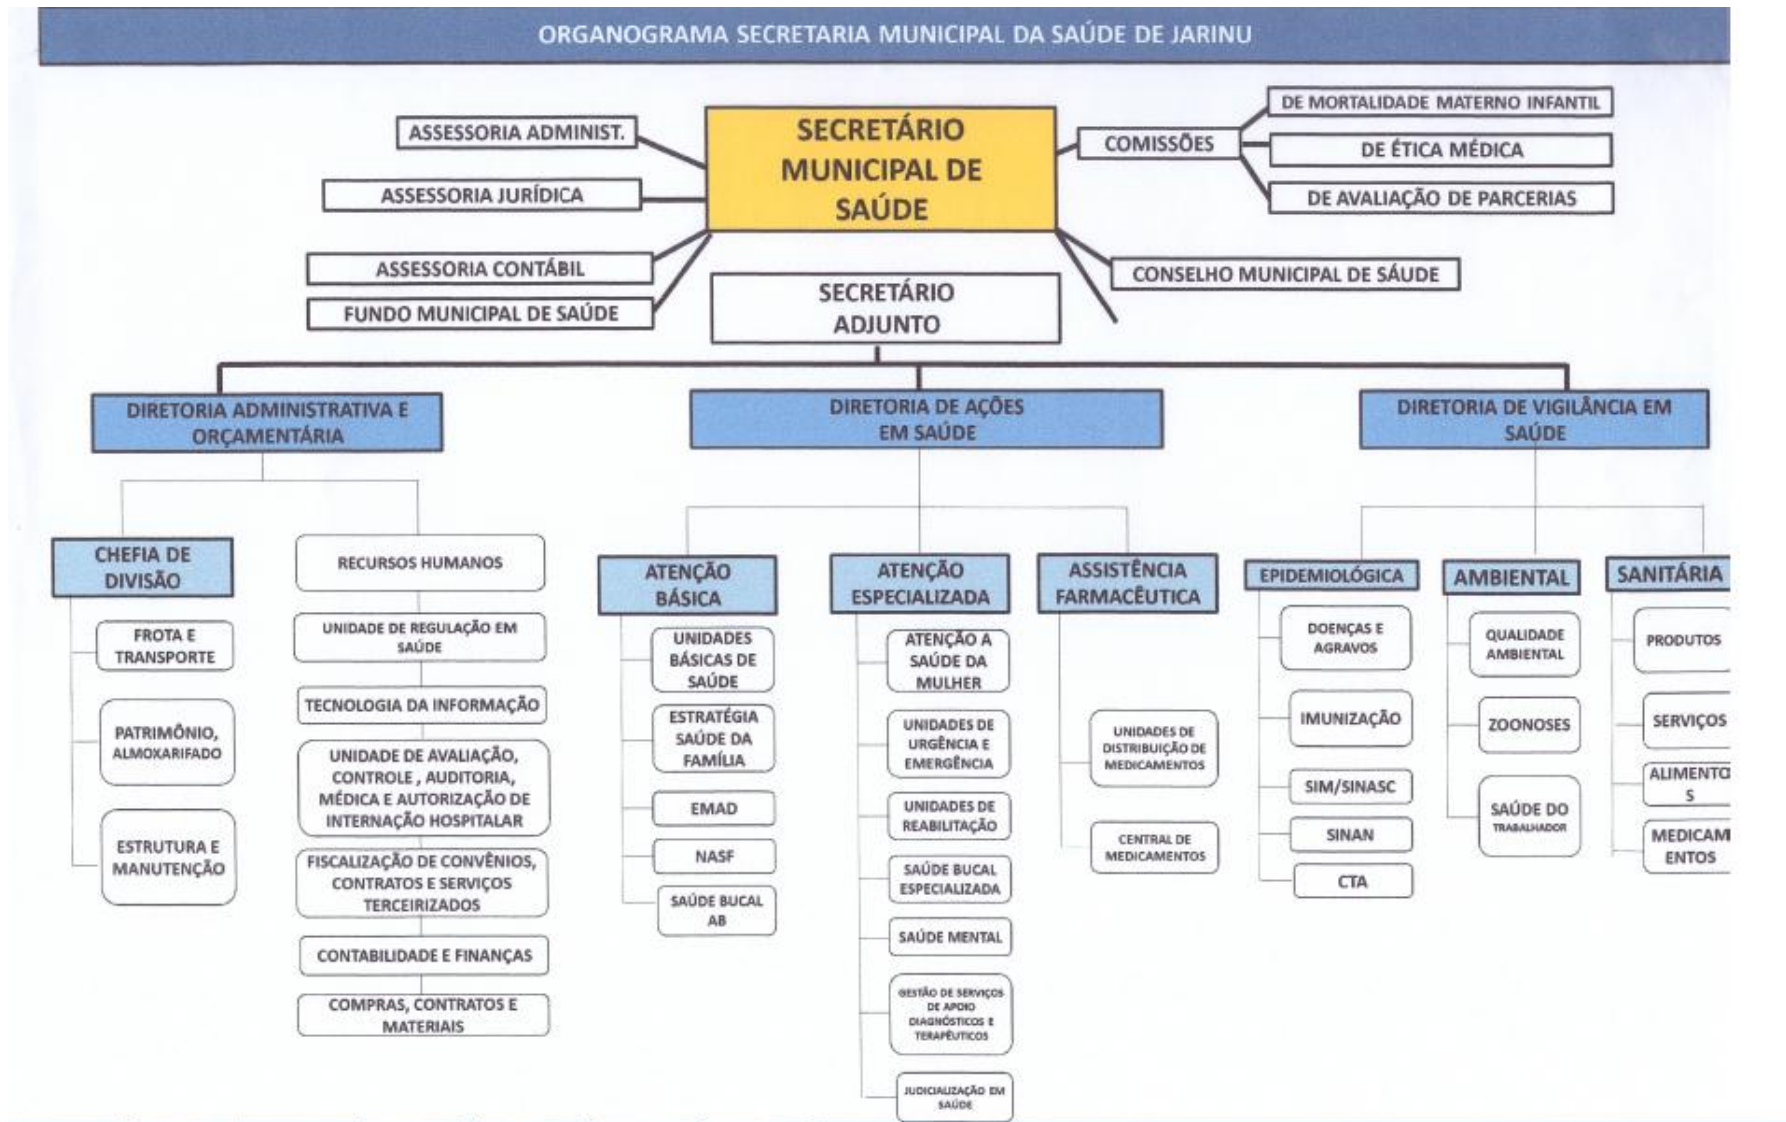 ORGANOGRAMA SECRETARIA MUNICIPAL DA SAÚDE DE JARINU
SECRETÁRIO
MUNICIPAL DE
SAÚDE
ASSESSORIA ADMINIST.
ASSESSORIA JURÍDICA
ASSESSORIA CONTÁBIL
FUNDO MUNICIPAL DE SAÚDE
COMISSÕES
DE MORTALIDADE MATERNO INFANTIL
DE ÉTICA MÉDICA
DE AVALIAÇÃO DE PARCERIAS
CONSELHO MUNICIPAL DE SÁUDE
SECRETÁRIO
ADJUNTO
DIRETORIA ADMINISTRATIVA E
ORÇAMENTÁRIA
CHEFIA DE
DIVISÃO
FROTA E
TRANSPORTE
PATRIMÔNIO,
ALMOXARIFADO
ESTRUTURA E
MANUTENÇÃO
RECURSOS HUMANOS
UNIDADE DE REGULAÇÃO EM
SAÚDE
TECNOLOGIA DA INFORMAÇÃO
UNIDADE DE AVALIAÇÃO,
CONTROLE , AUDITORIA,
MÉDICA E AUTORIZAÇÃO DE
INTERNAÇÃO HOSPITALAR
FISCALIZAÇÃO DE CONVÊNIOS,
CONTRATOS E SERVIÇOS
TERCEIRIZADOS
CONTABILIDADE E FINANÇAS
COMPRAS, CONTRATOS E
MATERIAIS
DIRETORIA DE AÇÕES
EM SAÚDE
ATENÇÃO
BÁSICA
UNIDADES
BÁSICAS DE
SAÚDE
ESTRATÉGIA
SAÚDE DA
FAMÍLIA
EMAD
NASF
SAÚDE BUCAL
AB
ATENÇÃO
ESPECIALIZADA
ATENÇÃO A
SAÚDE DA
MULHER
UNIDADES DE
URGÊNCIA E
EMERGÊNCIA
UNIDADES DE
REABILITAÇÃO
SAÚDE BUCAL
ESPECIALIZADA
SAÚDE MENTAL
GESTÃO DE SERVIÇOS
DE APOIO
DIAGNÓSTICOS E
TERAPÊUTICOS
JUDICIALIZAÇÃO EM
SAÚDE
ASSISTÊNCIA
FARMACÊUTICA
UNIDADES DE
DISTRIBUIÇÃO DE
MEDICAMENTOS
CENTRAL DE
MEDICAMENTOS
DIRETORIA DE VIGILÂNCIA EM
SAÚDE
EPIDEMIOLÓGICA
DOENÇAS E
AGRAVOS
IMUNIZAÇÃO
SIM/SINASC
SINAN
CTA
AMBIENTAL
QUALIDADE
AMBIENTAL
ZOONOSES
SAÚDE DO
TRABALHADOR
SANITÁRIA
PRODUTOS
SERVIÇOS
ALIMENTO
S
MEDICAM
ENTOS